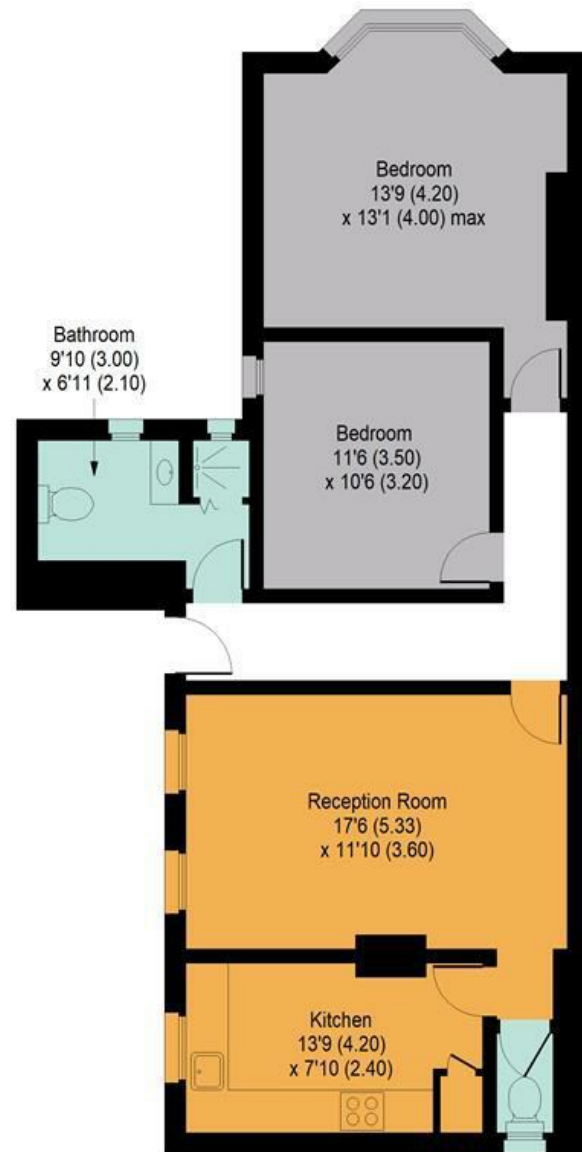 Bedroom
13'9 (4.20)
x 13'1 (4.00) max
Bathroom
9'10 (3.00)
x 6'11 (2.10)
Bedroom
11'6 (3.50)
x 10'6 (3.20)
Reception Room
17'6 (5.33)
x 11'10 (3.60)
Kitchen
13'9 (4.20)
x 7'10 (2.40)